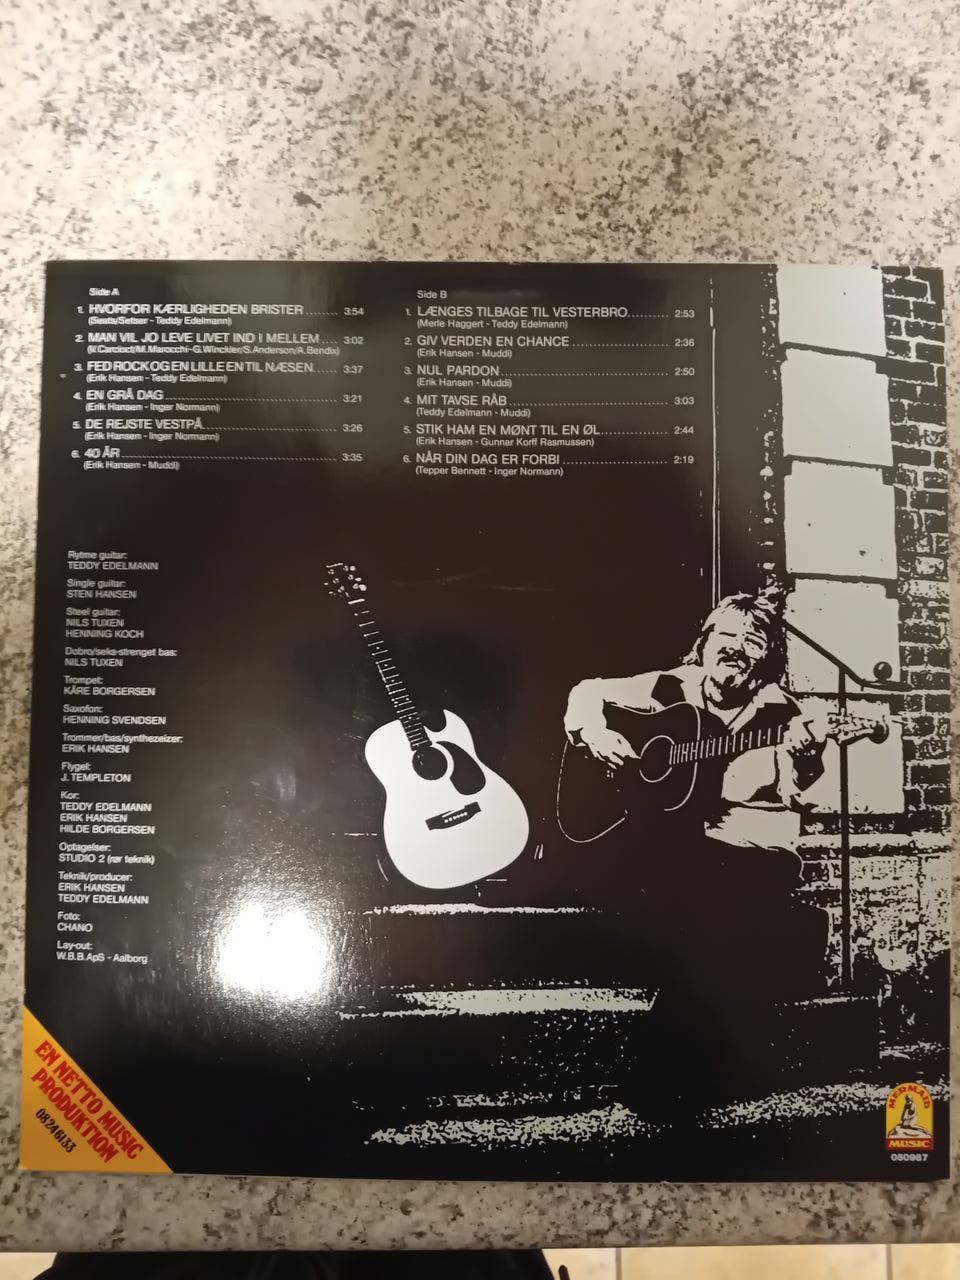 Side A
1. HVORFOR KÆRLIGHEDEN BRISTER ....... 3:54
(Seats/Setser - Teddy Edelmann)
2. MAN VIL JO LEVE LIVET IND I MELLEM .... 3:02
M.Marocchi-G.Winckler/S.Anderson/A.Bendix)
3. FED ROCK OG EN LILLE EN TIL NÆSEN ...... 3:37
(Erik Hansen - Teddy Edelmann)
4. EN GRÅ DAG ........ 3:21
(Erik Hansen - Inger Normann)
5. DE REJSTE VESTPÅ ........ 3:26
(Erik Hansen - Inger Normann)
6. 40 ÅR ........ 3:35
(Erik Hansen - Muddi)
Side B
1. LÆNGES TILBAGE TIL VESTERBRO ........ 2:53
(Merle Haggert - Teddy Edelmann)
2. GIV VERDEN EN CHANCE ........ 2:36
(Erik Hansen - Muddi)
3. NUL PARDON ........ 2:50
(Erik Hansen - Muddi)
4. MIT TAVSE RÅB ........ 3:03
(Teddy Edelmann - Muddi)
5. STIK HAM EN MØNT TIL EN ØL ........ 2:44
(Erik Hansen - Gunnar Korff Rasmussen)
6. NÅR DIN DAG ER FORBI ........ 2:19
(Tepper Bennett - Inger Normann)
Rytme guitar:
TEDDY EDELMANN
Single guitar:
STEN HANSEN
Steel guitar:
NILS TUXEN
HENNING KOCH
Dobro/seks-strenget bas:
NILS TUXEN
Trompet:
KÅRE BORGERSEN
Saxofon:
HENNING SVENDSEN
Trommer/bas/synthezeizer:
ERIK HANSEN
Flygel:
J. TEMPLETON
Kor:
TEDDY EDELMANN
ERIK HANSEN
HILDE BORGERSEN
Optagelser:
STUDIO 2 (rør teknik)
Teknik/producer:
ERIK HANSEN
TEDDY EDELMANN
Foto:
CHANO
Lay-out:
W.B.B.ApS - Aalborg
EN NETTO MUSIC
PRODUKTION
08246133
MERMAID
MUSIC
050987